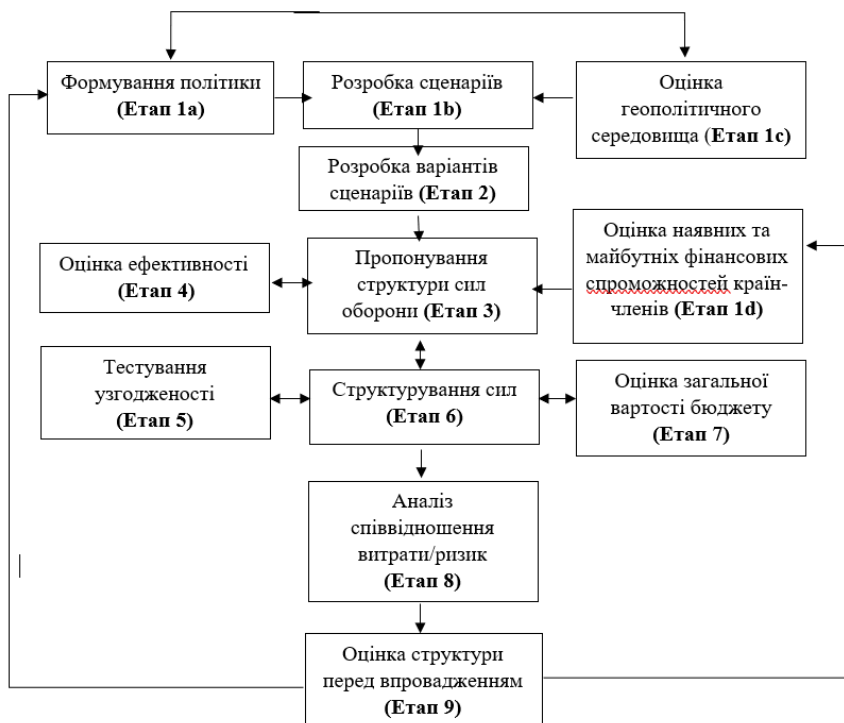 Формування політики
(Етап 1a)
Розробка сценаріїв
(Етап 1b)
Оцінка
геополітичного
середовища (Етап 1c)
Розробка варіантів
сценаріїв (Етап 2)
Оцінка ефективності
(Етап 4)
Пропонування
структури сил
оборони (Етап 3)
Оцінка наявних та
майбутніх фінансових
спроможностей країн-
членів (Етап 1d)
Тестування
узгодженості
(Етап 5)
Структурування сил
(Етап 6)
Оцінка загальної
вартості бюджету
(Етап 7)
Аналіз
співвідношення
витрати/ризик
(Етап 8)
Оцінка структури
перед впровадженням
(Етап 9)